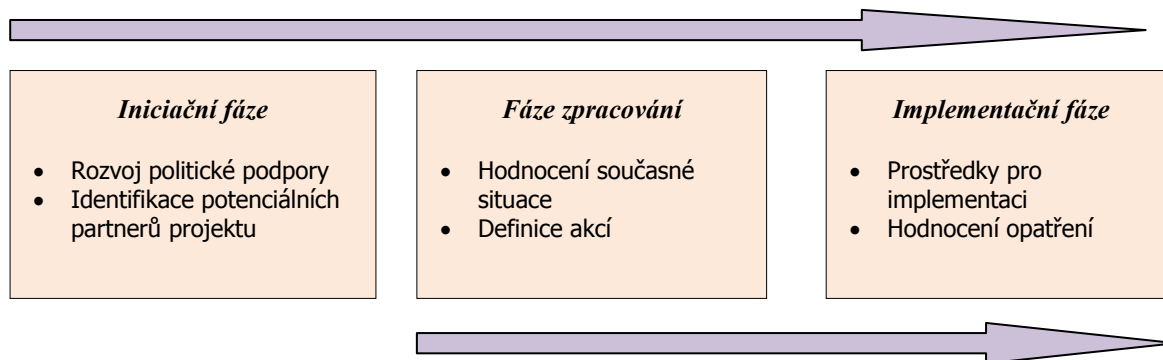 Iniciační fáze
• Rozvoj politické podpory
• Identifikace potenciálních
partnerů projektu
Fáze zpracování
• Hodnocení současné
situace
• Definice akcí
Implementační fáze
• Prostředky pro
implementaci
• Hodnocení opatření